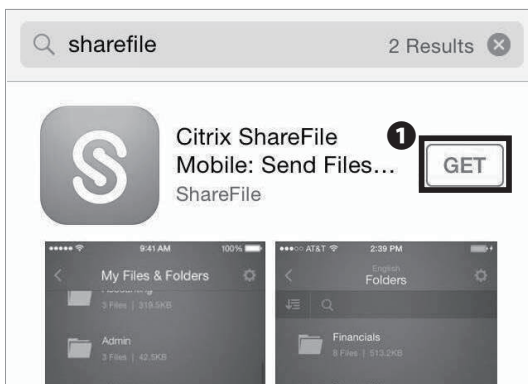 sharefile
2 Results
Citrix ShareFile
Mobile: Send Files...
ShareFile
1
GET
9:41 AM
100%
My Files & Folders
3 Files | 319.5KB
Admin
3 Files | 42.5KB
AT&T
2:39 PM
English
Folders
Financials
8 Files | 513.2KB